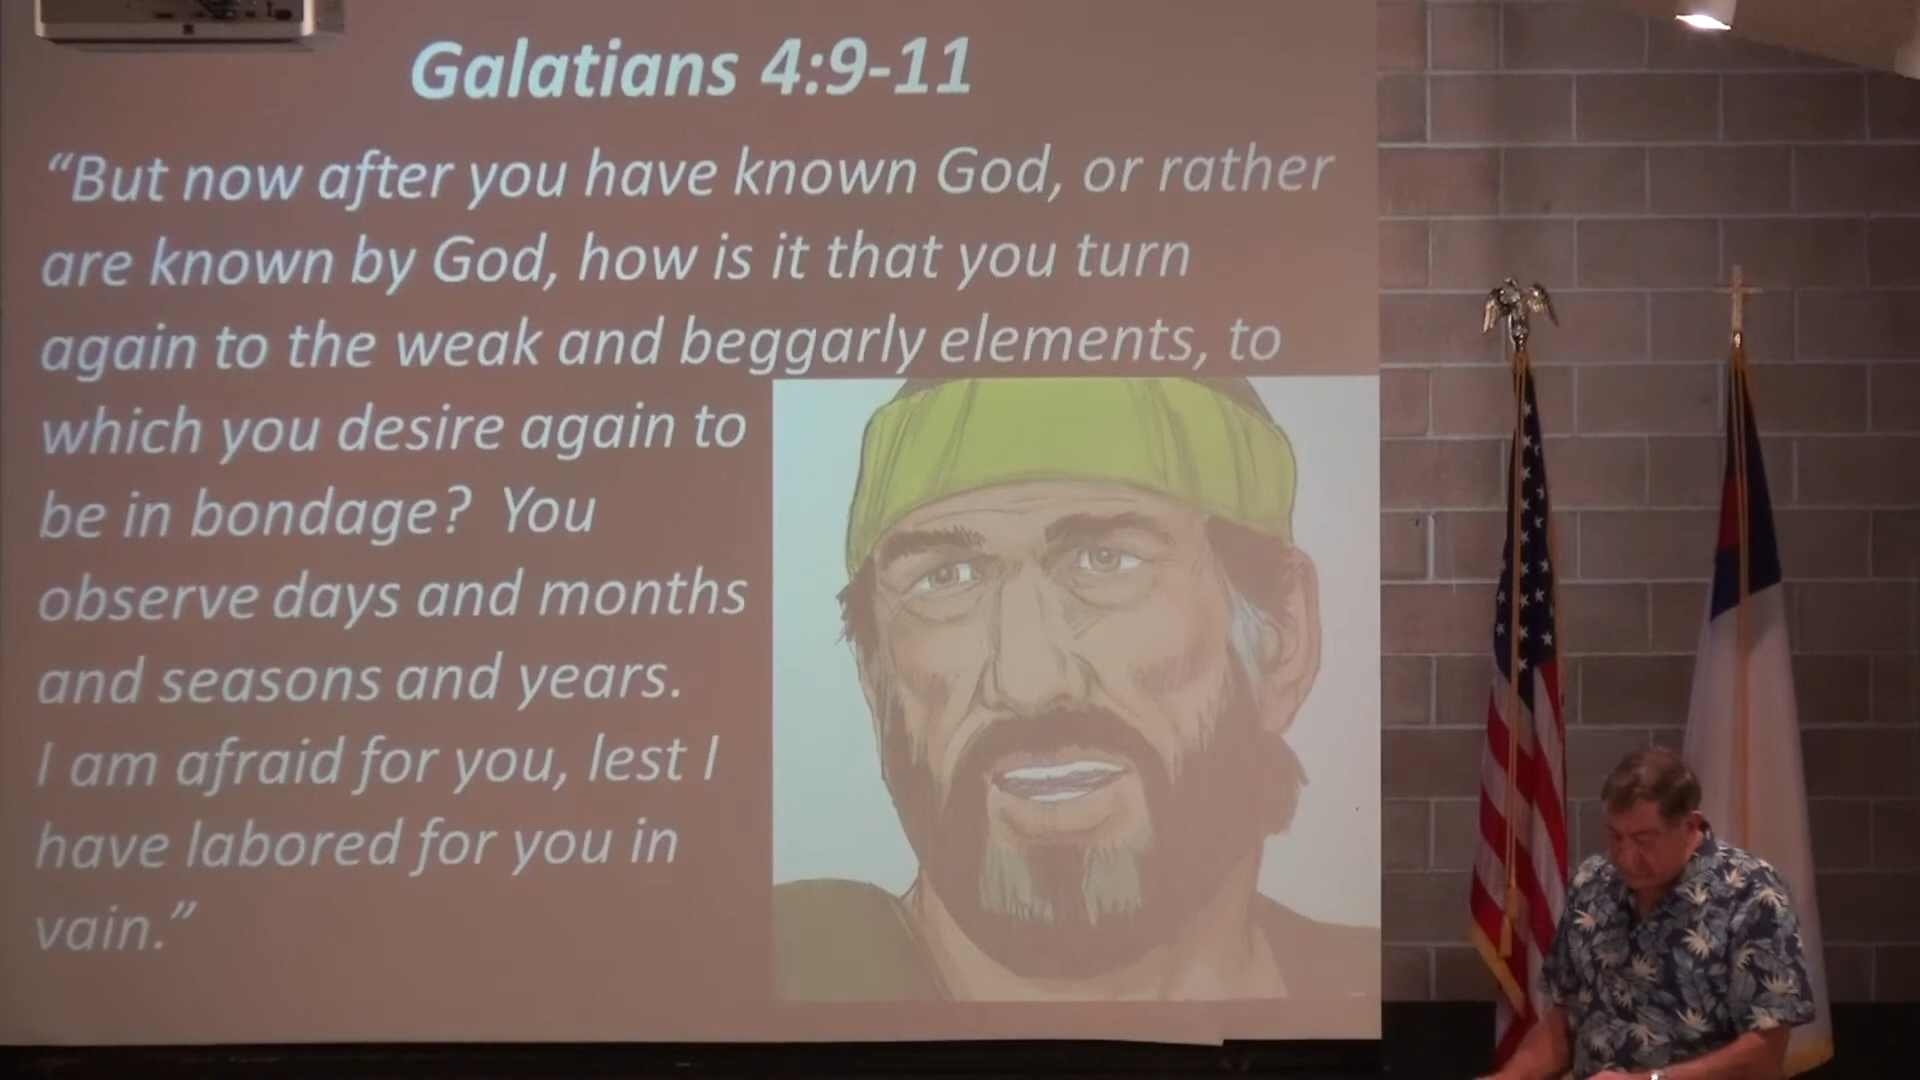 Galatians 4:9-11
“But now after you have known God, or rather
are known by God, how is it that you turn
again to the weak and beggarly elements, to
which you desire again to
be in bondage? You
observe days and months
and seasons and years.
I am afraid for you, lest I
have labored for you in
vain.”